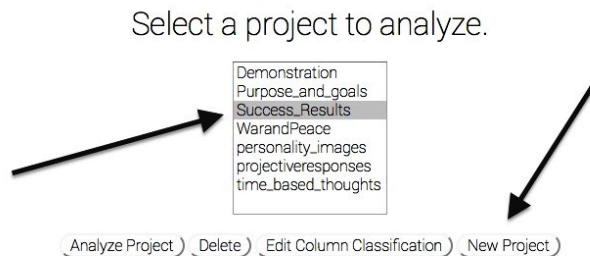 Select a project to analyze.
Demonstration
Purpose_and_goals
Success_Results
WarandPeace
personality_images
projectiveresponses
time_based_thoughts
Analyze Project Delete Edit Column Classification New Project